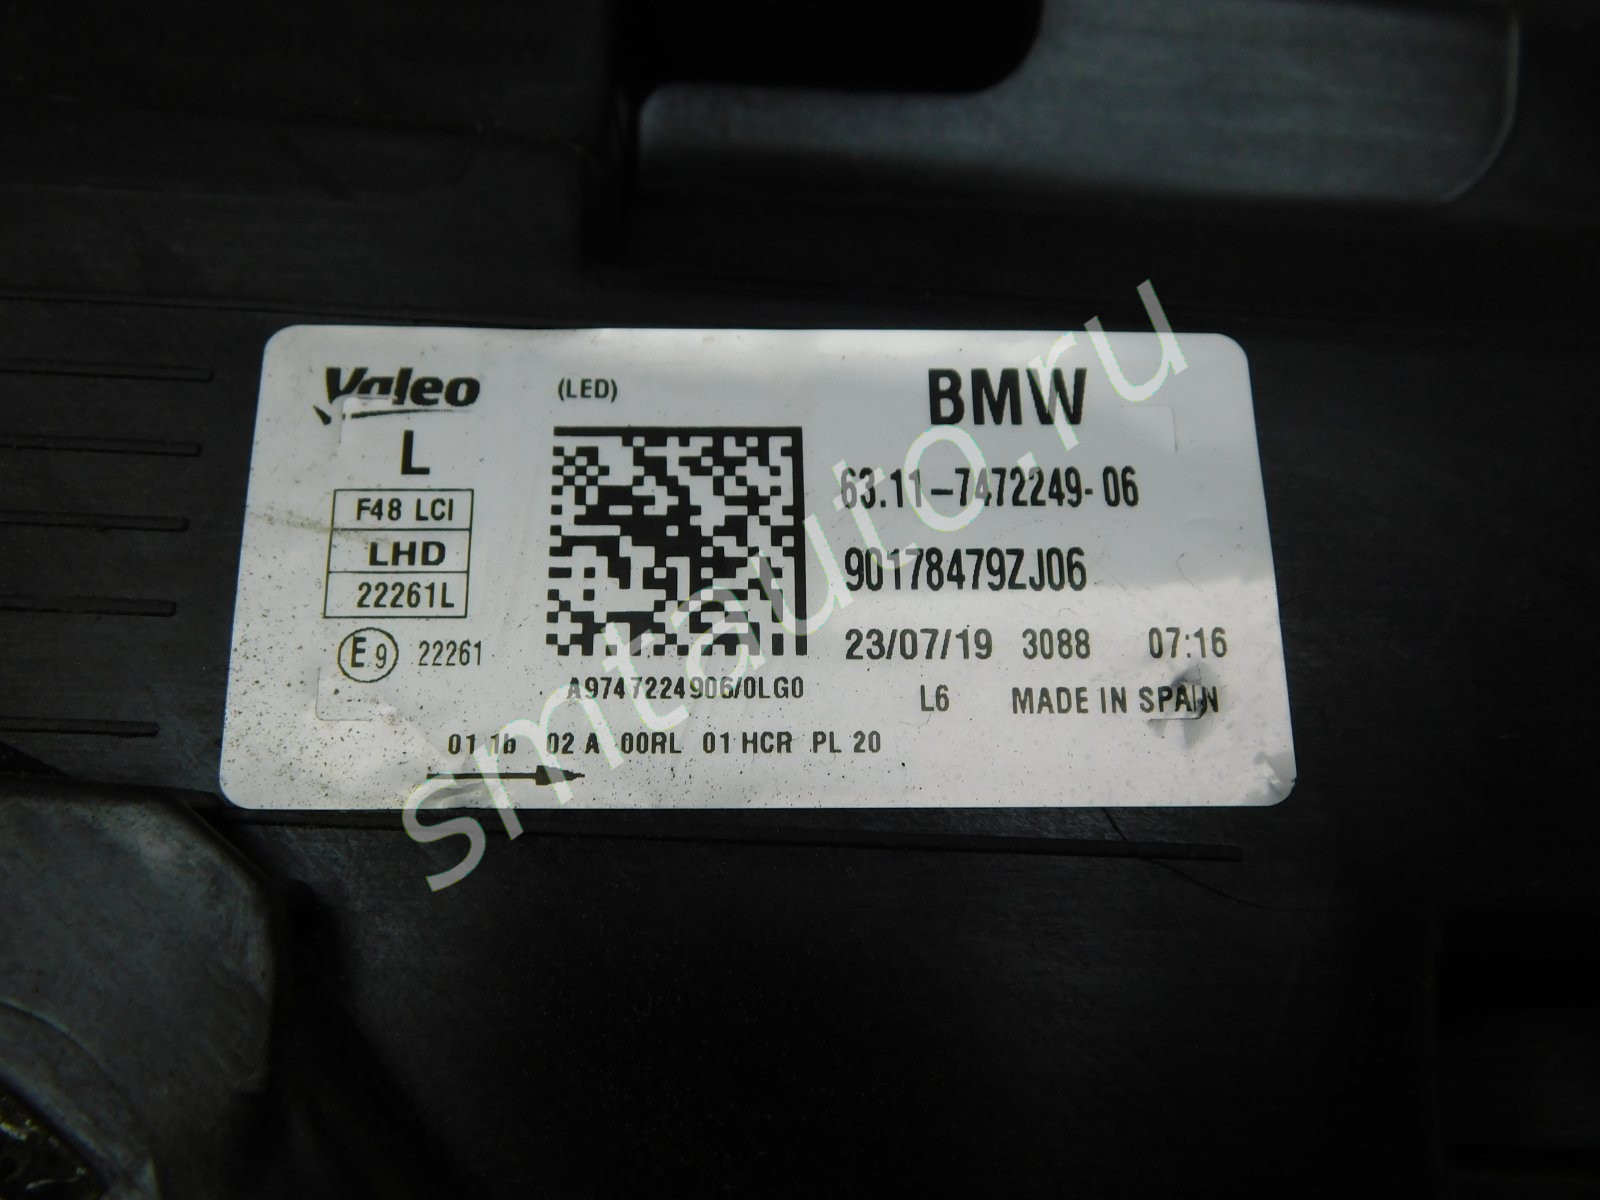 Valeo (LED) BMW
L
F48 LCI
LHD
22261L
E9 22261
63.11-7472249-06
90178479ZJ06
23/07/19 3088 07:16
A9747224906/0LG0
L6 MADE IN SPAIN
01 1b 02 A 00RL 01 HCR PL 20
smtauto.ru